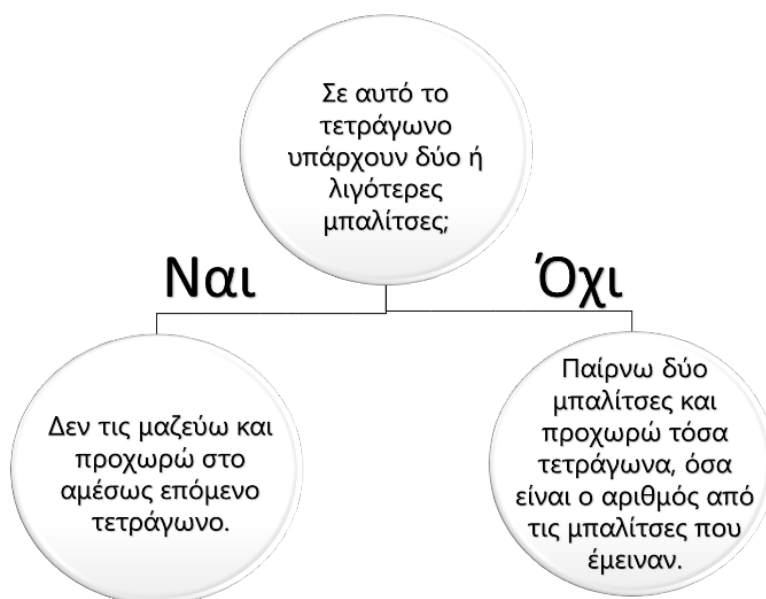 Σε αυτό το
τετράγωνο
υπάρχουν δύο ή
λιγότερες
μπαλίτσες;
Ναι
Όχι
Δεν τις μαζεύω και
προχωρώ στο
αμέσως επόμενο
τετράγωνο.
Παίρνω δύο
μπαλίτσες και
προχωρώ τόσα
τετράγωνα, όσα
είναι ο αριθμός από
τις μπαλίτσες που
έμειναν.